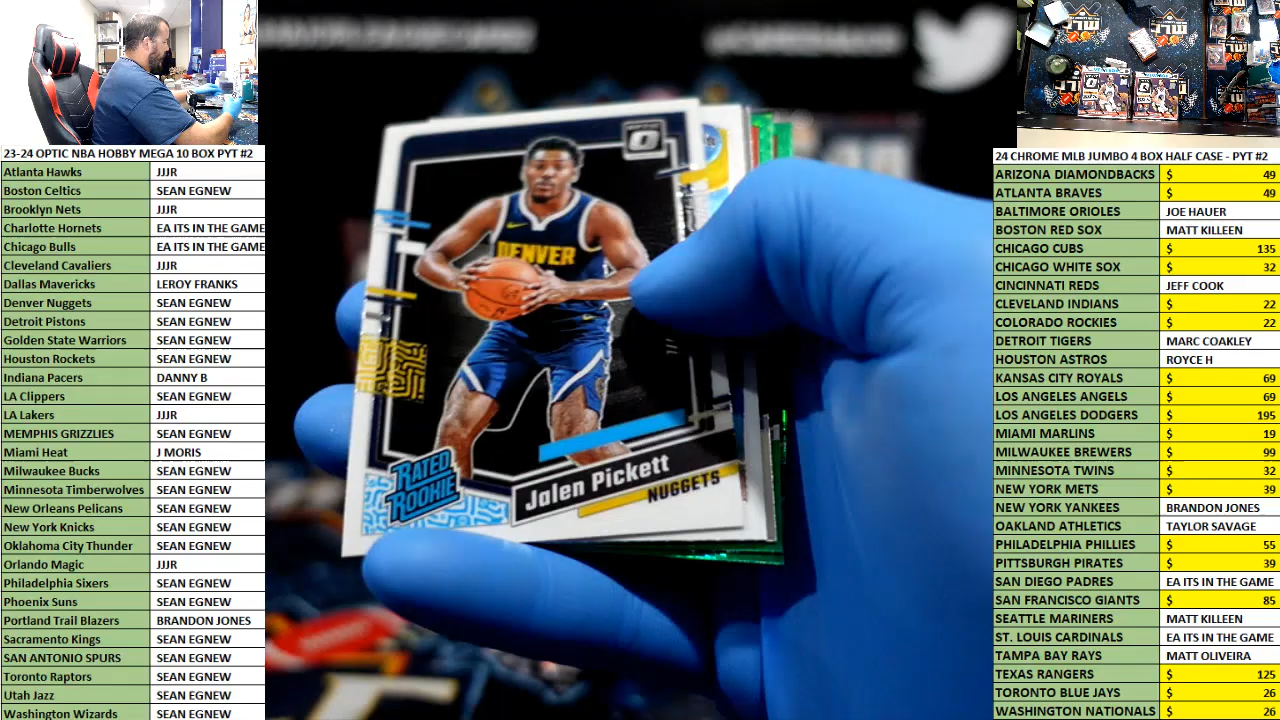 23-24 OPTIC NBA HOBBY MEGA 10 BOX PYT #2
Atlanta Hawks JJJR
Boston Celtics SEAN EGNEW
Brooklyn Nets JJJR
Charlotte Hornets EA ITS IN THE GAME
Chicago Bulls EA ITS IN THE GAME
Cleveland Cavaliers JJJR
Dallas Mavericks LEROY FRANKS
Denver Nuggets SEAN EGNEW
Detroit Pistons SEAN EGNEW
Golden State Warriors SEAN EGNEW
Houston Rockets SEAN EGNEW
Indiana Pacers DANNY B
LA Clippers SEAN EGNEW
LA Lakers JJJR
MEMPHIS GRIZZLIES SEAN EGNEW
Miami Heat J MORIS
Milwaukee Bucks SEAN EGNEW
Minnesota Timberwolves SEAN EGNEW
New Orleans Pelicans SEAN EGNEW
New York Knicks SEAN EGNEW
Oklahoma City Thunder SEAN EGNEW
Orlando Magic JJJR
Philadelphia Sixers SEAN EGNEW
Phoenix Suns SEAN EGNEW
Portland Trail Blazers BRANDON JONES
Sacramento Kings SEAN EGNEW
SAN ANTONIO SPURS SEAN EGNEW
Toronto Raptors SEAN EGNEW
Utah Jazz SEAN EGNEW
Washington Wizards SEAN EGNEW
DENVER
RATED
ROOKIE
Jalen Pickett
NUGGETS
24 CHROME MLB JUMBO 4 BOX HALF CASE - PYT #2
ARIZONA DIAMONDBACKS $ 49
ATLANTA BRAVES $ 49
BALTIMORE ORIOLES JOE HAUER
BOSTON RED SOX MATT KILLEEN
CHICAGO CUBS $ 135
CHICAGO WHITE SOX $ 32
CINCINNATI REDS JEFF COOK
CLEVELAND INDIANS $ 22
COLORADO ROCKIES $ 22
DETROIT TIGERS MARC COAKLEY
HOUSTON ASTROS ROYCE H
KANSAS CITY ROYALS $ 69
LOS ANGELES ANGELS $ 69
LOS ANGELES DODGERS $ 195
MIAMI MARLINS $ 19
MILWAUKEE BREWERS $ 99
MINNESOTA TWINS $ 32
NEW YORK METS $ 39
NEW YORK YANKEES BRANDON JONES
OAKLAND ATHLETICS TAYLOR SAVAGE
PHILADELPHIA PHILLIES $ 55
PITTSBURGH PIRATES $ 39
SAN DIEGO PADRES EA ITS IN THE GAME
SAN FRANCISCO GIANTS $ 85
SEATTLE MARINERS MATT KILLEEN
ST. LOUIS CARDINALS EA ITS IN THE GAME
TAMPA BAY RAYS MATT OLIVEIRA
TEXAS RANGERS $ 125
TORONTO BLUE JAYS $ 26
WASHINGTON NATIONALS $ 26